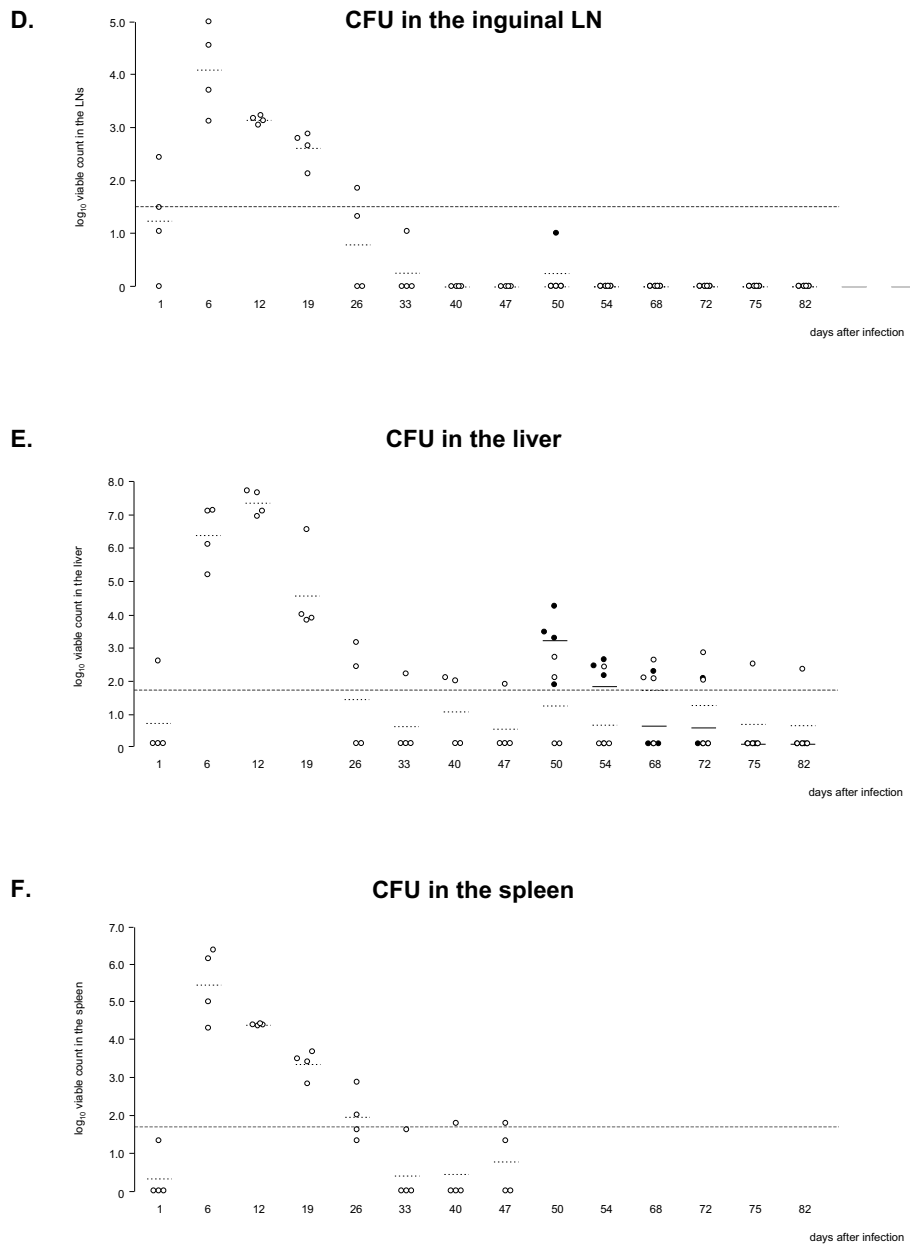 D.
CFU in the inguinal LN
log₁₀ viable count in the LNs
5.0
4.0
3.0
2.0
1.0
0
1 6 12 19 26 33 40 47 50 54 68 72 75 82
days after infection
E.
CFU in the liver
log₁₀ viable count in the liver
8.0
7.0
6.0
5.0
4.0
3.0
2.0
1.0
0
1 6 12 19 26 33 40 47 50 54 68 72 75 82
days after infection
F.
CFU in the spleen
log₁₀ viable count in the spleen
7.0
6.0
5.0
4.0
3.0
2.0
1.0
0
1 6 12 19 26 33 40 47 50 54 68 72 75 82
days after infection